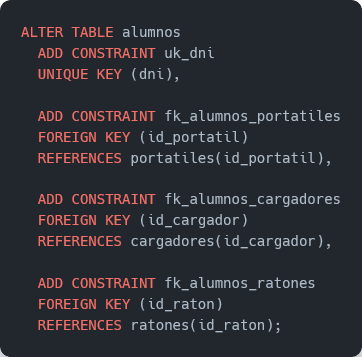 ALTER TABLE alumnos
ADD CONSTRAINT uk_dni
UNIQUE KEY (dni),
ADD CONSTRAINT fk_alumnos_portatiles
FOREIGN KEY (id_portatil)
REFERENCES portatiles(id_portatil),
ADD CONSTRAINT fk_alumnos_cargadores
FOREIGN KEY (id_cargador)
REFERENCES cargadores(id_cargador),
ADD CONSTRAINT fk_alumnos_ratones
FOREIGN KEY (id_raton)
REFERENCES ratones(id_raton);